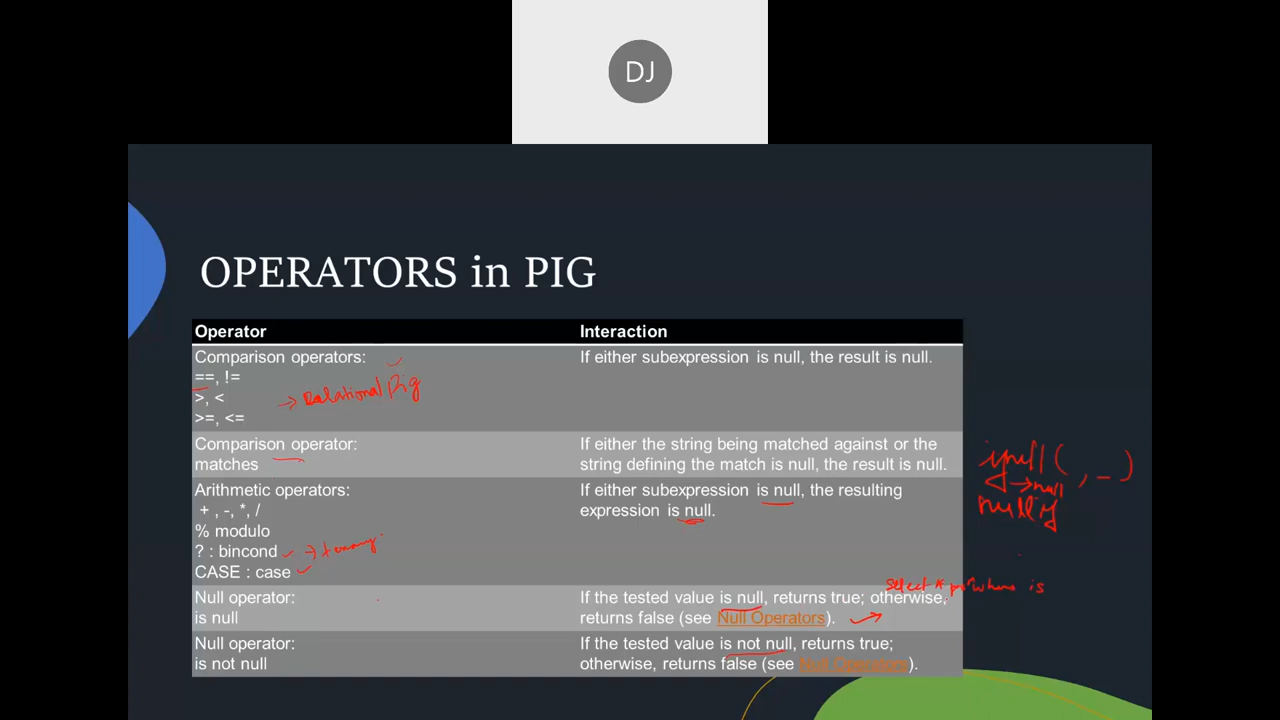 DJ
OPERATORS in PIG
Operator Interaction
Comparison operators: If either subexpression is null, the result is null.
==, !=
>, <
>=, <=
→ Relational Pig
Comparison operator: If either the string being matched against or the
matches string defining the match is null, the result is null.
ifnull( , _ )
→null
nullif
Arithmetic operators: If either subexpression is null, the resulting
+ , -, *, / expression is null.
% modulo
? : bincond → ternary
CASE : case
select * where is
Null operator: If the tested value is null, returns true; otherwise,
is null returns false (see Null Operators).
Null operator: If the tested value is not null, returns true;
is not null otherwise, returns false (see Null Operators).